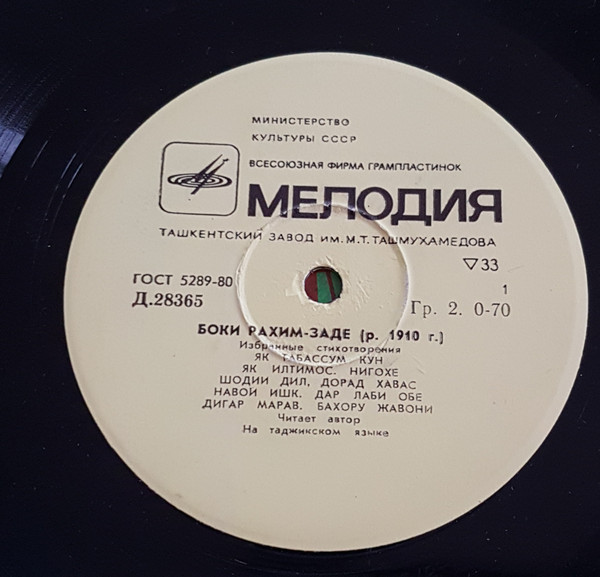 МИНИСТЕРСТВО
КУЛЬТУРЫ СССР
ВСЕСОЮЗНАЯ ФИРМА ГРАМПЛАСТИНОК
МЕЛОДИЯ
ТАШКЕНТСКИЙ ЗАВОД ИМ. М. Т. ТАШМУХАМЕДОВА
▽33
ГОСТ 5289-80
1
Д.28365
Гр. 2. 0-70
БОКИ РАХИМ-ЗАДЕ (р. 1910 г.)
Избранные стихотворения
ЯК ТАБАССУМ КУН
ЯК ИЛТИМОС. НИГОХЕ
ШОДИИ ДИЛ, ДОРАД ХАВАС
НАВОИ ИШК. ДАР ЛАБИ ОБЕ
ДИГАР МАРАВ. БАХОРУ ЖАВОНИ
Читает автор
На таджикском языке